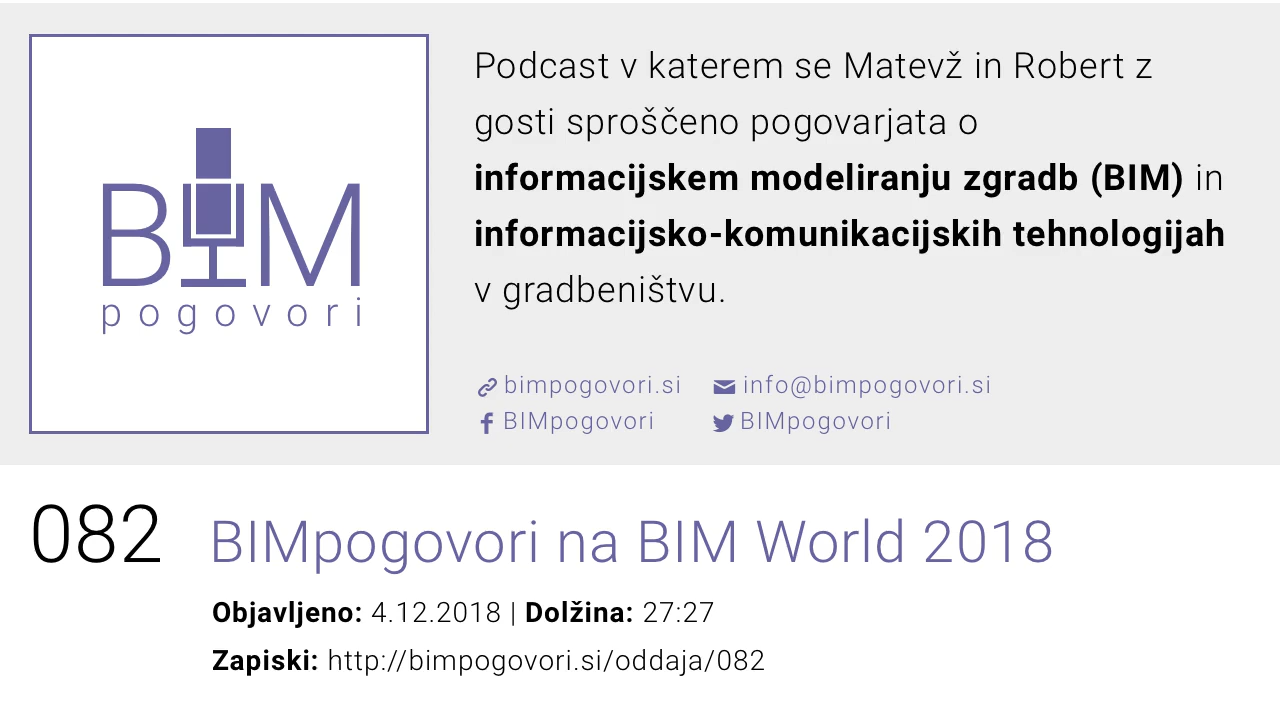 BIM
pogovori
Podcast v katerem se Matevž in Robert z
gosti sproščeno pogovarjata o
informacijskem modeliranju zgradb (BIM) in
informacijsko-komunikacijskih tehnologijah
v gradbeništvu.
bimpogovori.si info@bimpogovori.si
BIMpogovori BIMpogovori
082 BIMpogovori na BIM World 2018
Objavljeno: 4.12.2018 | Dolžina: 27:27
Zapiski: http://bimpogovori.si/oddaja/082